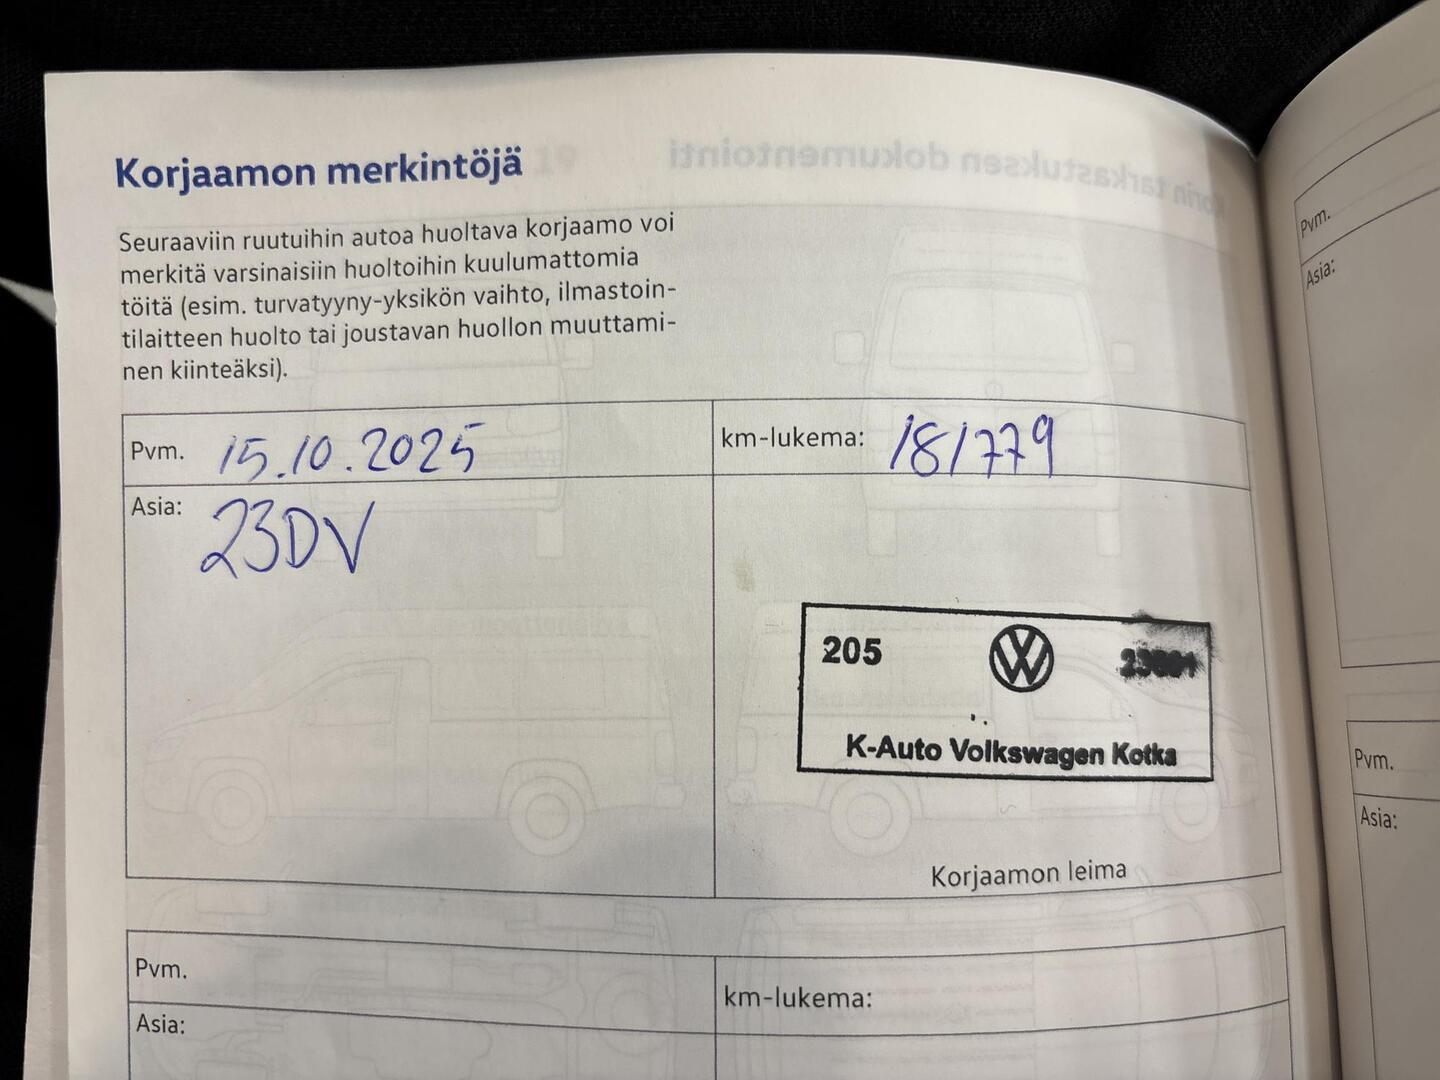 Korjaamon merkintöjä
Seuraaviin ruutuihin autoa huoltava korjaamo voi
merkitä varsinaisiin huoltoihin kuulumattomia
töitä (esim. turvatyyny-yksikön vaihto, ilmastoin-
tilaitteen huolto tai joustavan huollon muuttami-
nen kiinteäksi).
Pvm. 15.10.2025
km-lukema: 181779
Asia: 23DV
205
K-Auto Volkswagen Kotka
Korjaamon leima
Pvm.
km-lukema:
Asia:
Pvm.
Asia:
Pvm.
Asia: